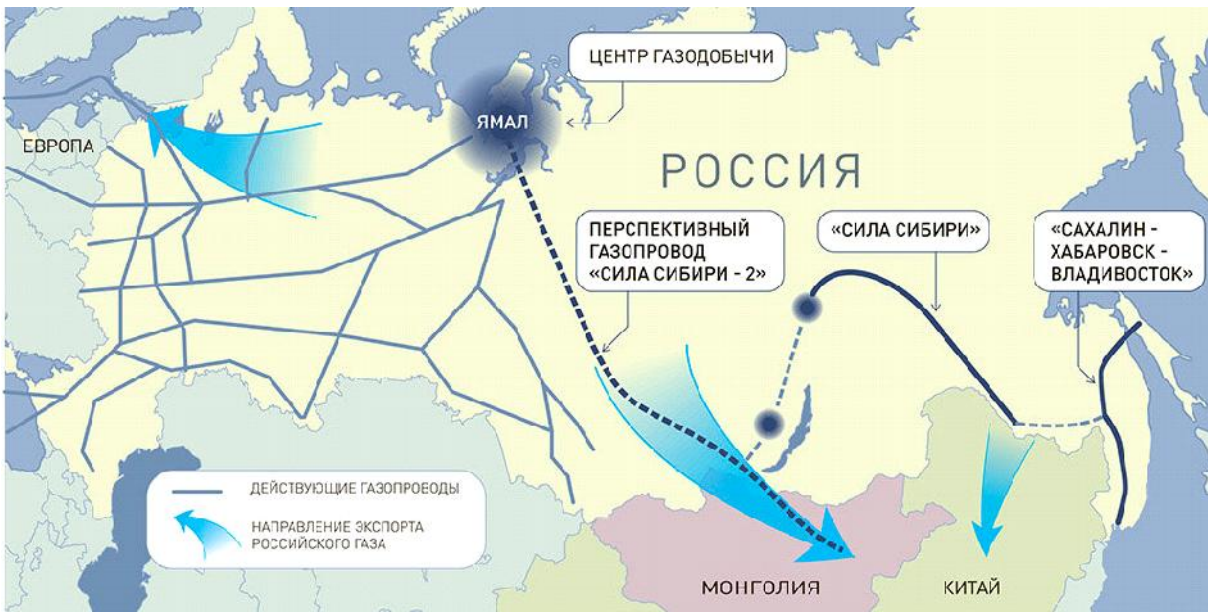 ЦЕНТР ГАЗОДОБЫЧИ
ЯМАЛ
ЕВРОПА
РОССИЯ
ПЕРСПЕКТИВНЫЙ
ГАЗОПРОВОД
«СИЛА СИБИРИ - 2»
«СИЛА СИБИРИ»
«САХАЛИН -
ХАБАРОВСК -
ВЛАДИВОСТОК»
ДЕЙСТВУЮЩИЕ ГАЗОПРОВОДЫ
НАПРАВЛЕНИЕ ЭКСПОРТА
РОССИЙСКОГО ГАЗА
МОНГОЛИЯ
КИТАЙ